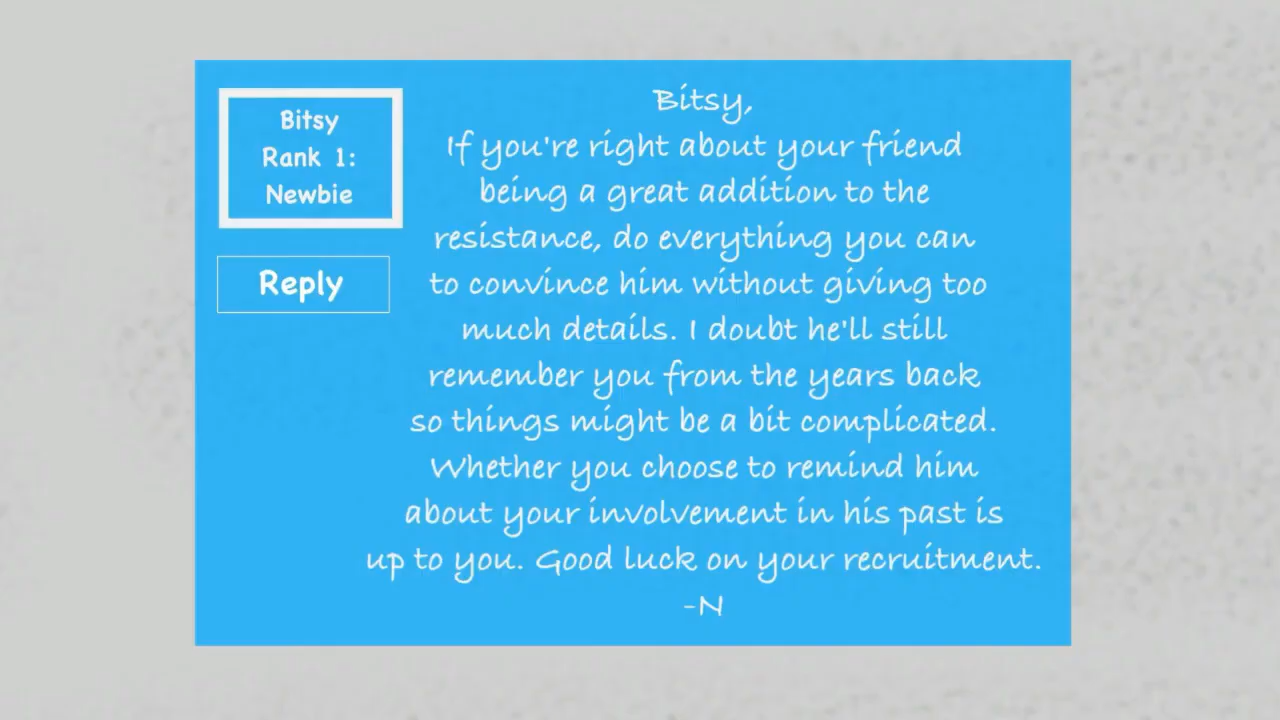 Bitsy
Rank 1:
Newbie
Reply
Bitsy,
If you're right about your friend
being a great addition to the
resistance, do everything you can
to convince him without giving too
much details. I doubt he'll still
remember you from the years back
so things might be a bit complicated.
Whether you choose to remind him
about your involvement in his past is
up to you. Good luck on your recruitment.
-N